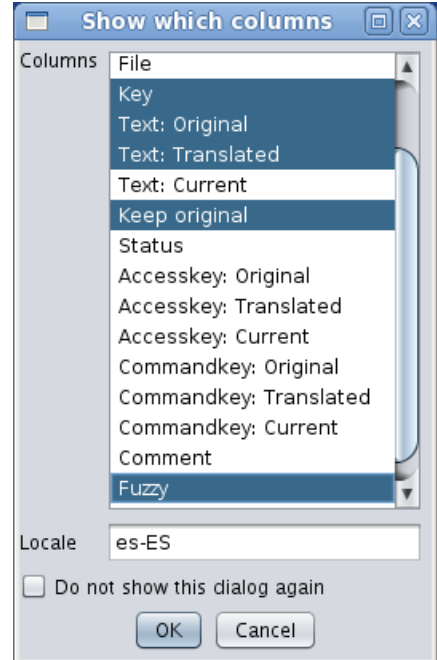 Show which columns
Columns
File
Key
Text: Original
Text: Translated
Text: Current
Keep original
Status
Accesskey: Original
Accesskey: Translated
Accesskey: Current
Commandkey: Original
Commandkey: Translated
Commandkey: Current
Comment
Fuzzy
Locale es-ES
Do not show this dialog again
OK Cancel